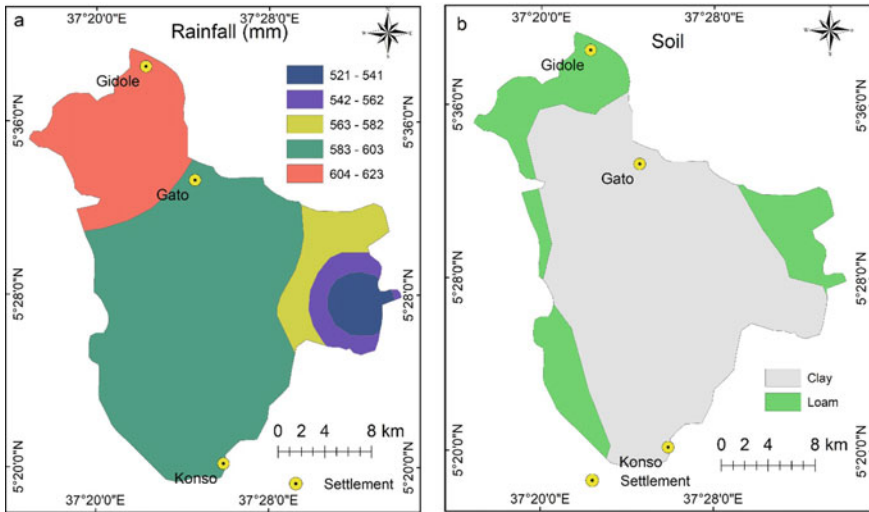 a
37°20'0"E
37°28'0"E
Rainfall (mm)
Gidole
521 - 541
542 - 562
563 - 582
583 - 603
604 - 623
5°36'0"N
5°36'0"N
Gato
5°28'0"N
5°28'0"N
0 2 4 8 km
Konso
Settlement
5°20'0"N
5°20'0"N
37°20'0"E
37°28'0"E
b
37°20'0"E
37°28'0"E
Soil
Gidole
5°36'0"N
5°36'0"N
Gato
5°28'0"N
5°28'0"N
Clay
Loam
0 2 4 8 km
Konso
Settlement
5°20'0"N
5°20'0"N
37°20'0"E
37°28'0"E